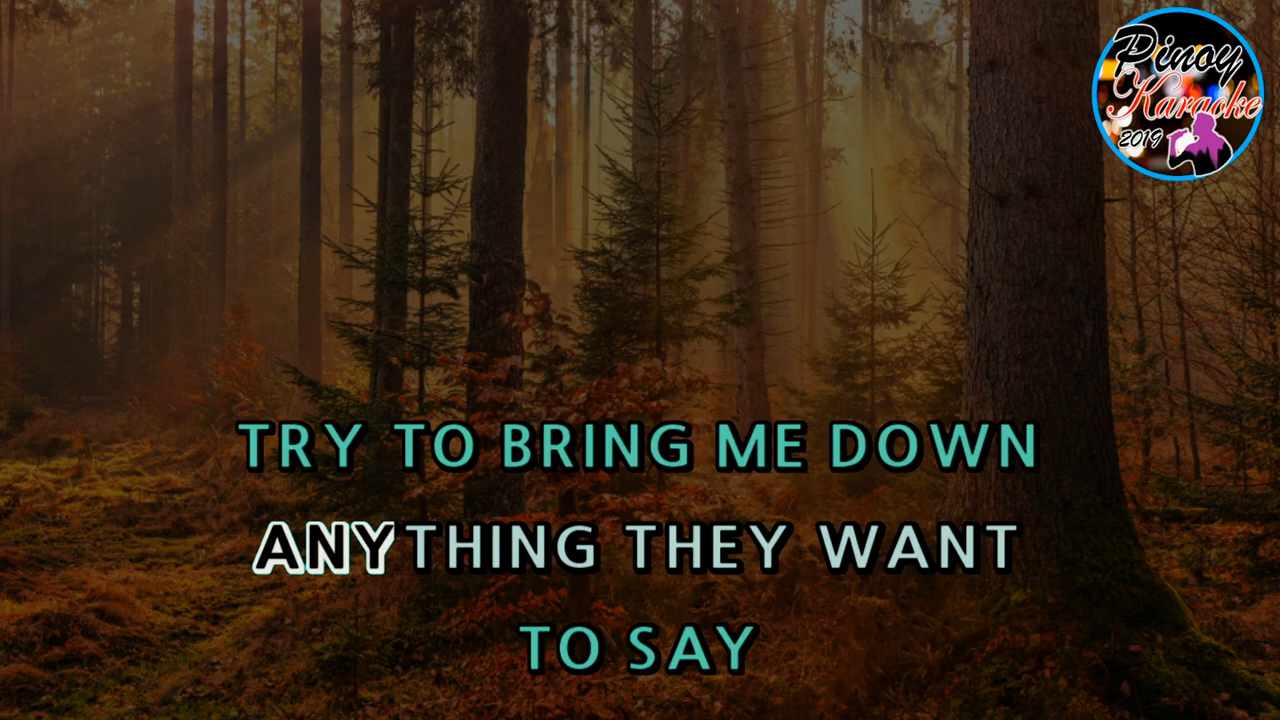 Pinoy
Karaoke
2019
TRY TO BRING ME DOWN
ANYTHING THEY WANT
TO SAY